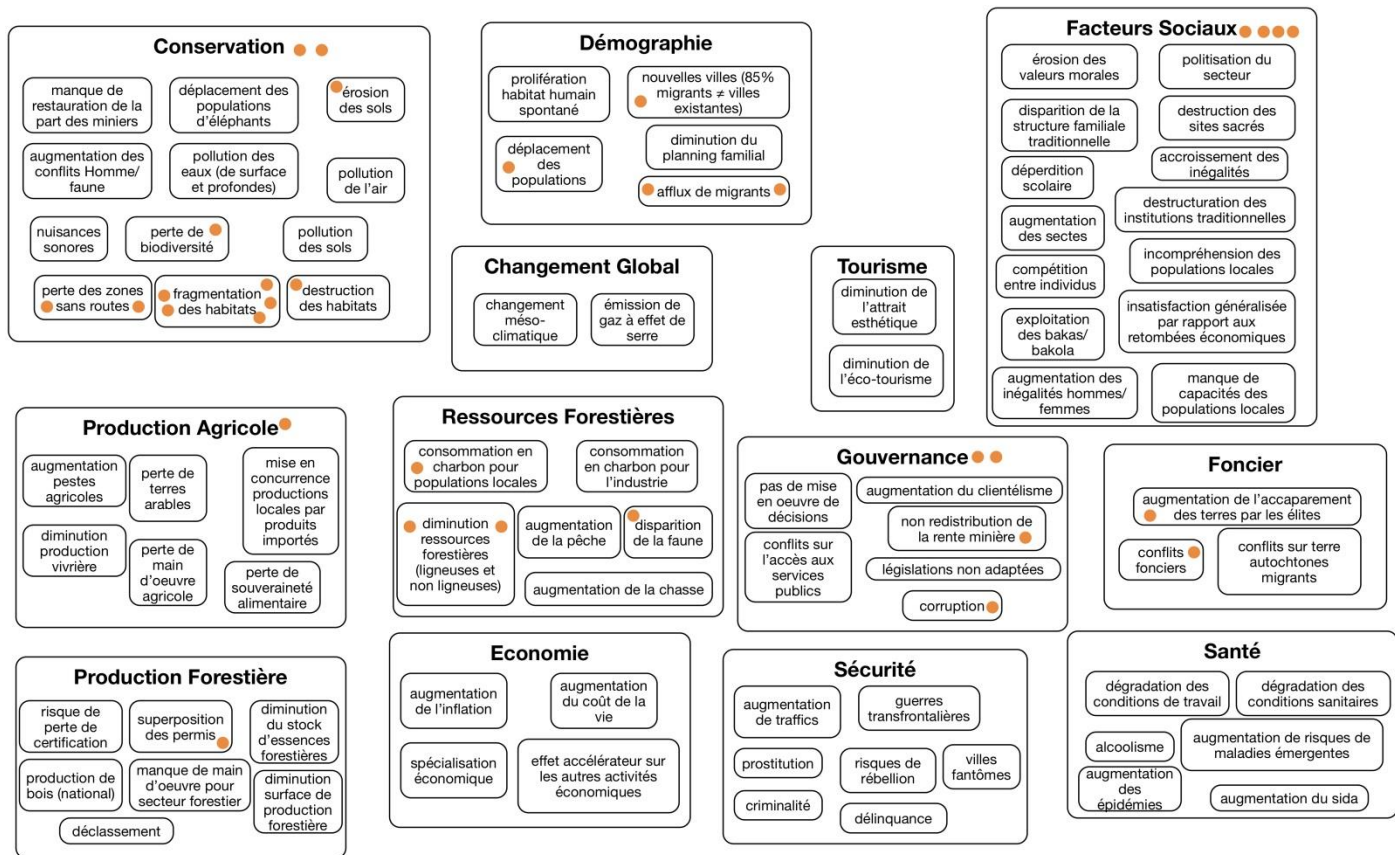 Conservation
manque de
restauration de la
part des miniers
déplacement des
populations
d'éléphants
érosion
des sols
augmentation des
conflits Homme/
faune
pollution des
eaux (de surface
et profondes)
pollution
de l'air
nuisances
sonores
perte de
biodiversité
pollution
des sols
perte des zones
sans routes
fragmentation
des habitats
destruction
des habitats
Démographie
prolifération
habitat humain
spontané
nouvelles villes (85%
migrants ≠ villes
existantes)
déplacement
des
populations
diminution du
planning familial
afflux de migrants
Facteurs Sociaux
érosion des
valeurs morales
politisation du
secteur
disparition de la
structure familiale
traditionnelle
destruction des
sites sacrés
déperdition
scolaire
accroissement des
inégalités
augmentation
des sectes
destructuration des
institutions traditionnelles
compétition
entre individus
incompréhension des
populations locales
exploitation
des bakas/
bakola
insatisfaction généralisée
par rapport aux
retombées économiques
augmentation des
inégalités hommes/
femmes
manque de
capacités des
populations locales
Changement Global
changement
méso-
climatique
émission de
gaz à effet de
serre
Tourisme
diminution de
l'attrait
esthétique
diminution de
l'éco-tourisme
Production Agricole
augmentation
pestes
agricoles
perte de
terres
arables
mise en
concurrence
productions
locales par
produits
importés
diminution
production
vivrière
perte de
main
d'oeuvre
agricole
perte de
souveraineté
alimentaire
Ressources Forestières
consommation en
charbon pour
populations locales
consommation
en charbon pour
l'industrie
diminution
ressources
forestières
(ligneuses et
non ligneuses)
augmentation
de la pêche
disparition
de la faune
augmentation de la chasse
Gouvernance
pas de mise
en oeuvre de
décisions
augmentation du clientélisme
non redistribution de
la rente minière
conflits sur
l'accès aux
services
publics
législations non adaptées
corruption
Foncier
augmentation de l'accaparement
des terres par les élites
conflits
fonciers
conflits sur terre
autochtones
migrants
Production Forestière
risque de
perte de
certification
superposition
des permis
diminution
du stock
d'essences
forestières
production de
bois (national)
manque de main
d'oeuvre pour
secteur forestier
diminution
surface de
production
forestière
déclassement
Economie
augmentation
de l'inflation
augmentation
du coût de la
vie
spécialisation
économique
effet accélérateur sur
les autres activités
économiques
Sécurité
augmentation
de traffics
guerres
transfrontalières
prostitution
risques de
rébellion
villes
fantômes
criminalité
délinquance
Santé
dégradation des
conditions de travail
dégradation des
conditions sanitaires
alcoolisme
augmentation de risques de
maladies émergentes
augmentation
des
épidémies
augmentation du sida